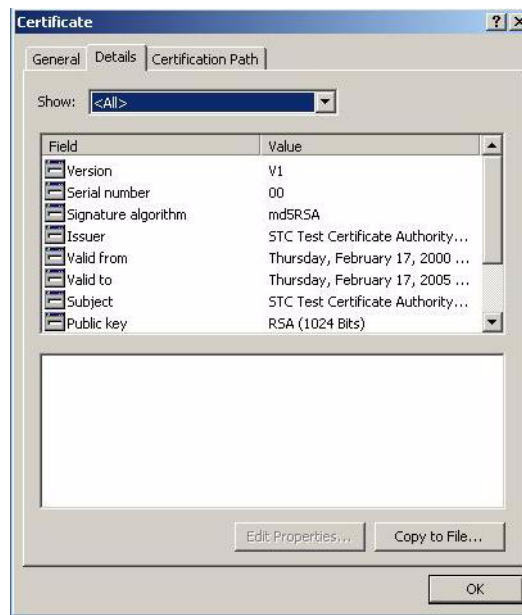 Certificate
General Details Certification Path
Show: <All>
Field Value
Version V1
Serial number 00
Signature algorithm md5RSA
Issuer STC Test Certificate Authority...
Valid from Thursday, February 17, 2000 ...
Valid to Thursday, February 17, 2005 ...
Subject STC Test Certificate Authority...
Public key RSA (1024 Bits)
Edit Properties... Copy to File...
OK